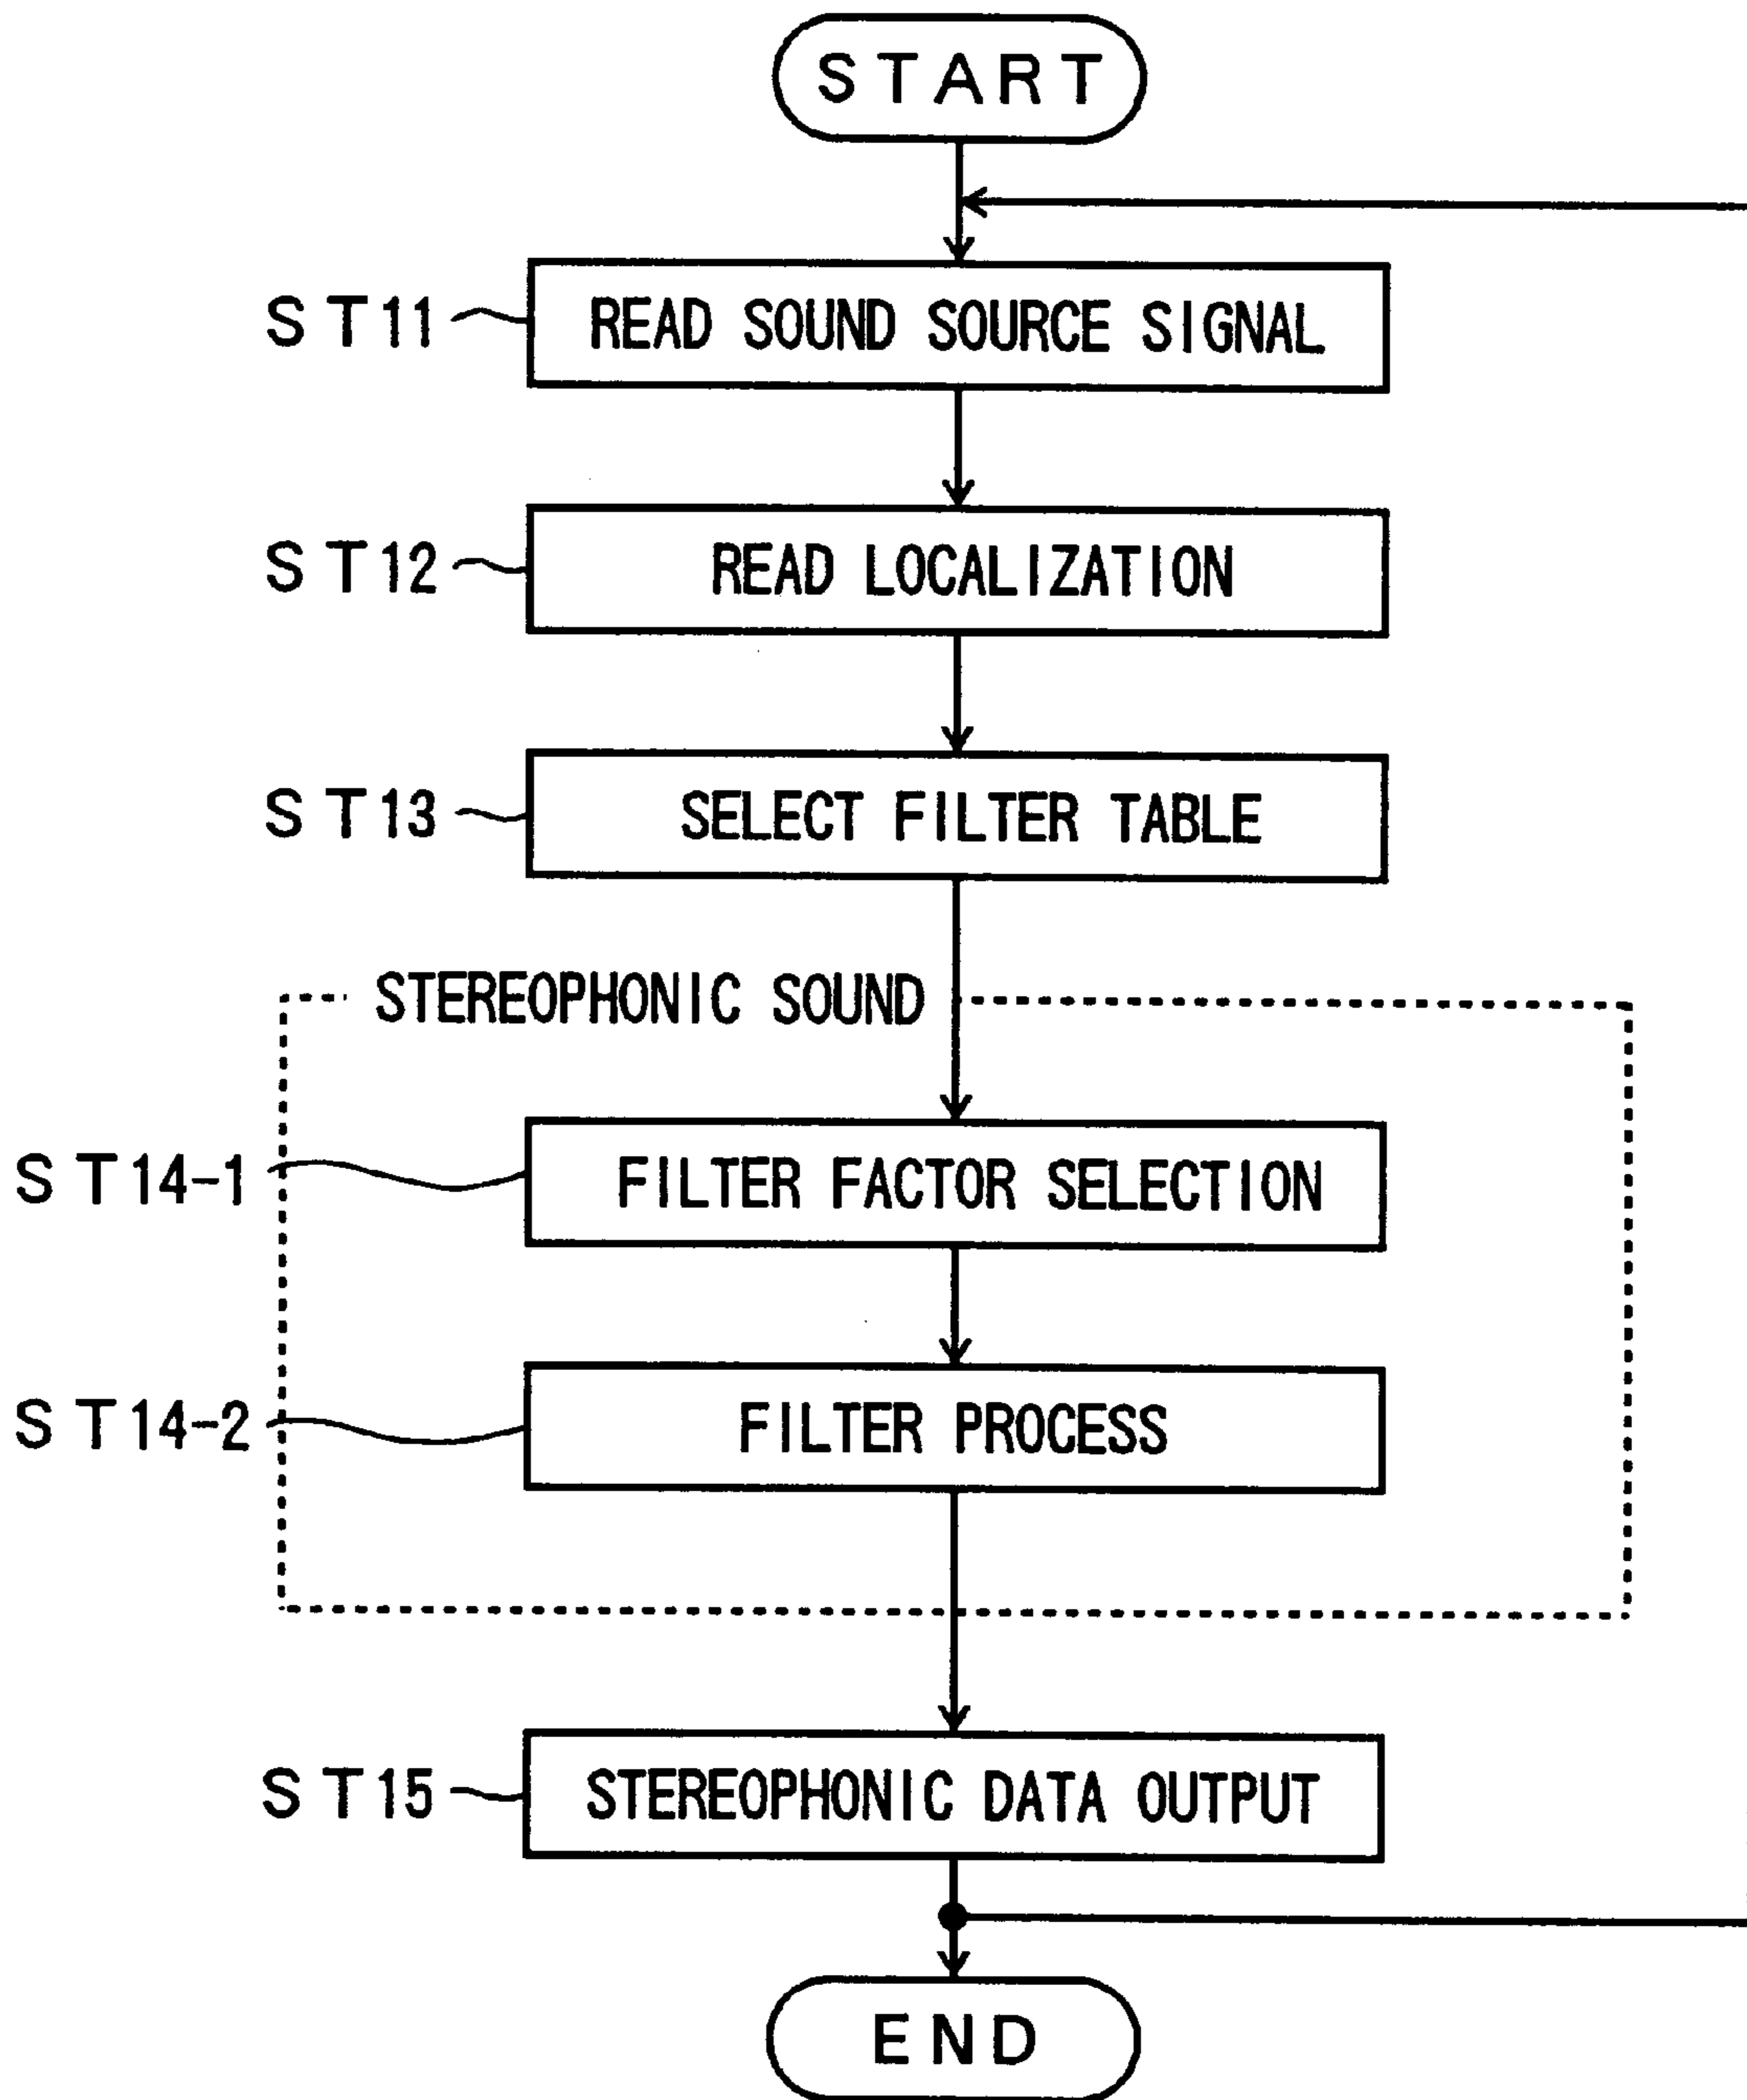 START
ST11 READ SOUND SOURCE SIGNAL
ST12 READ LOCALIZATION
ST13 SELECT FILTER TABLE
STEREOPHONIC SOUND
ST14-1 FILTER FACTOR SELECTION
ST14-2 FILTER PROCESS
ST15 STEREOPHONIC DATA OUTPUT
END